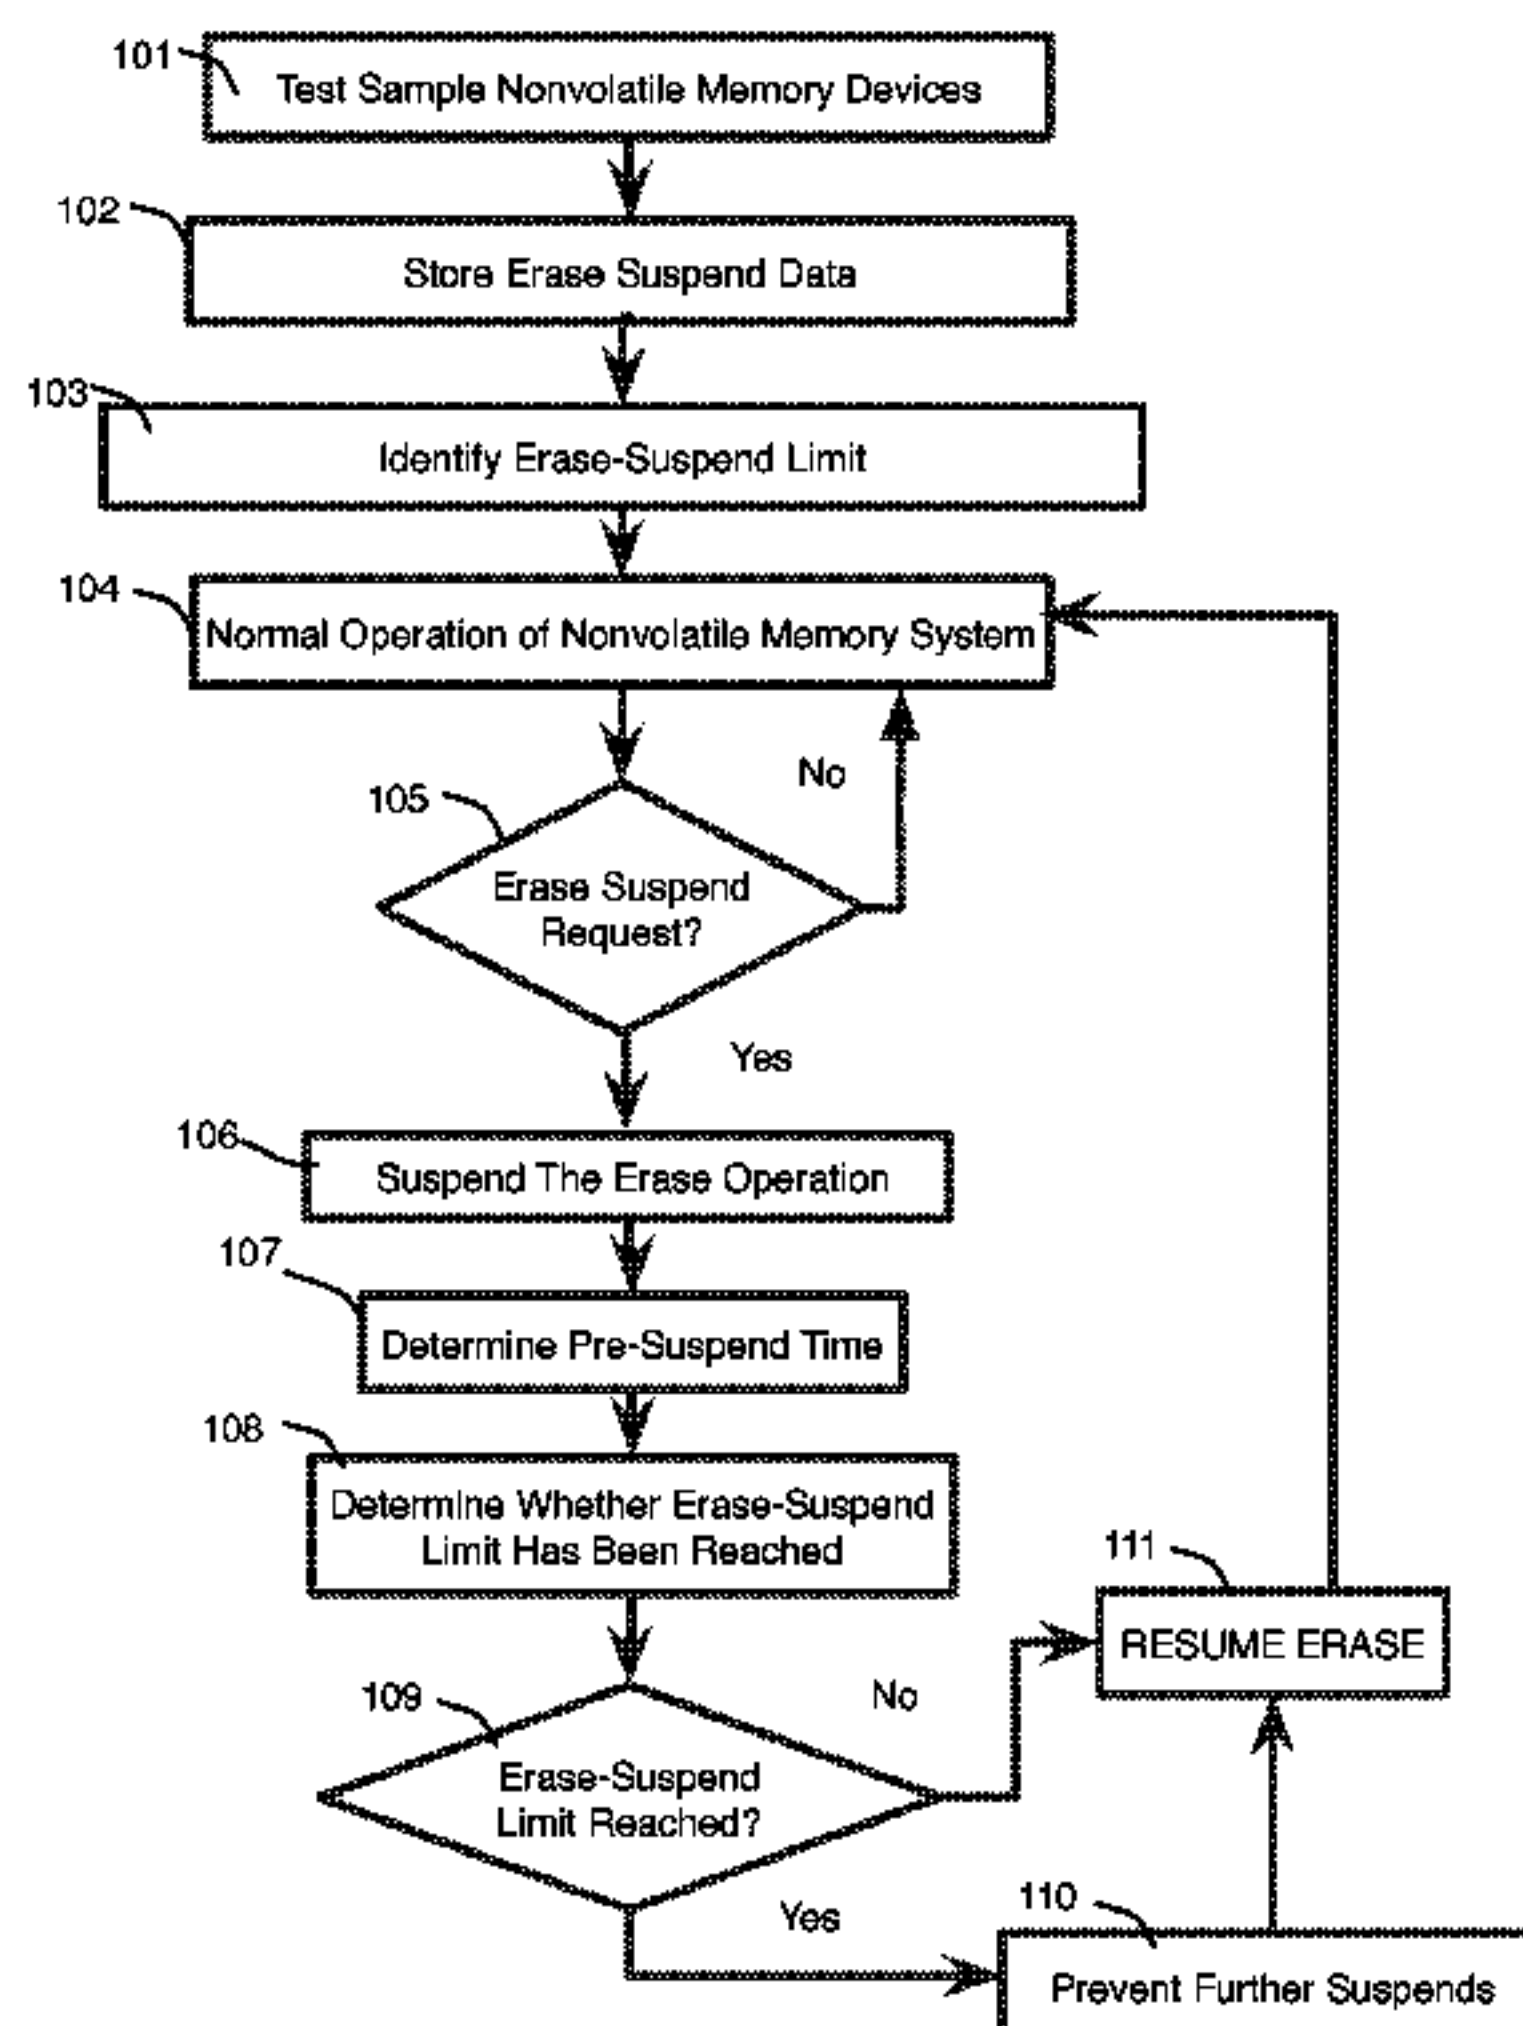 101
Test Sample Nonvolatile Memory Devices
102
Store Erase Suspend Data
103
Identify Erase-Suspend Limit
104
Normal Operation of Nonvolatile Memory System
No
105
Erase Suspend
Request?
Yes
106
Suspend The Erase Operation
107
Determine Pre-Suspend Time
108
Determine Whether Erase-Suspend
Limit Has Been Reached
111
RESUME ERASE
109
No
Erase-Suspend
Limit Reached?
Yes
110
Prevent Further Suspends